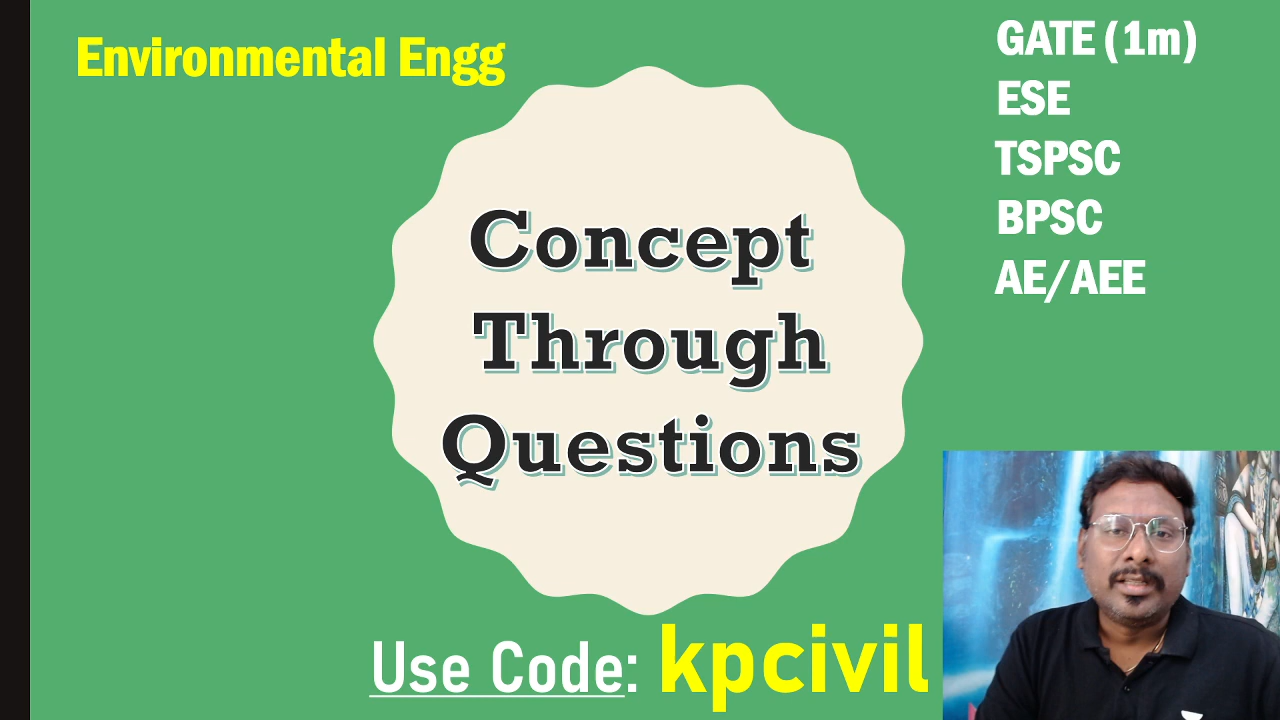 Environmental Engg
GATE (1m)
ESE
TSPSC
BPSC
AE/AEE
Concept
Through
Questions
Use Code: kpcivil